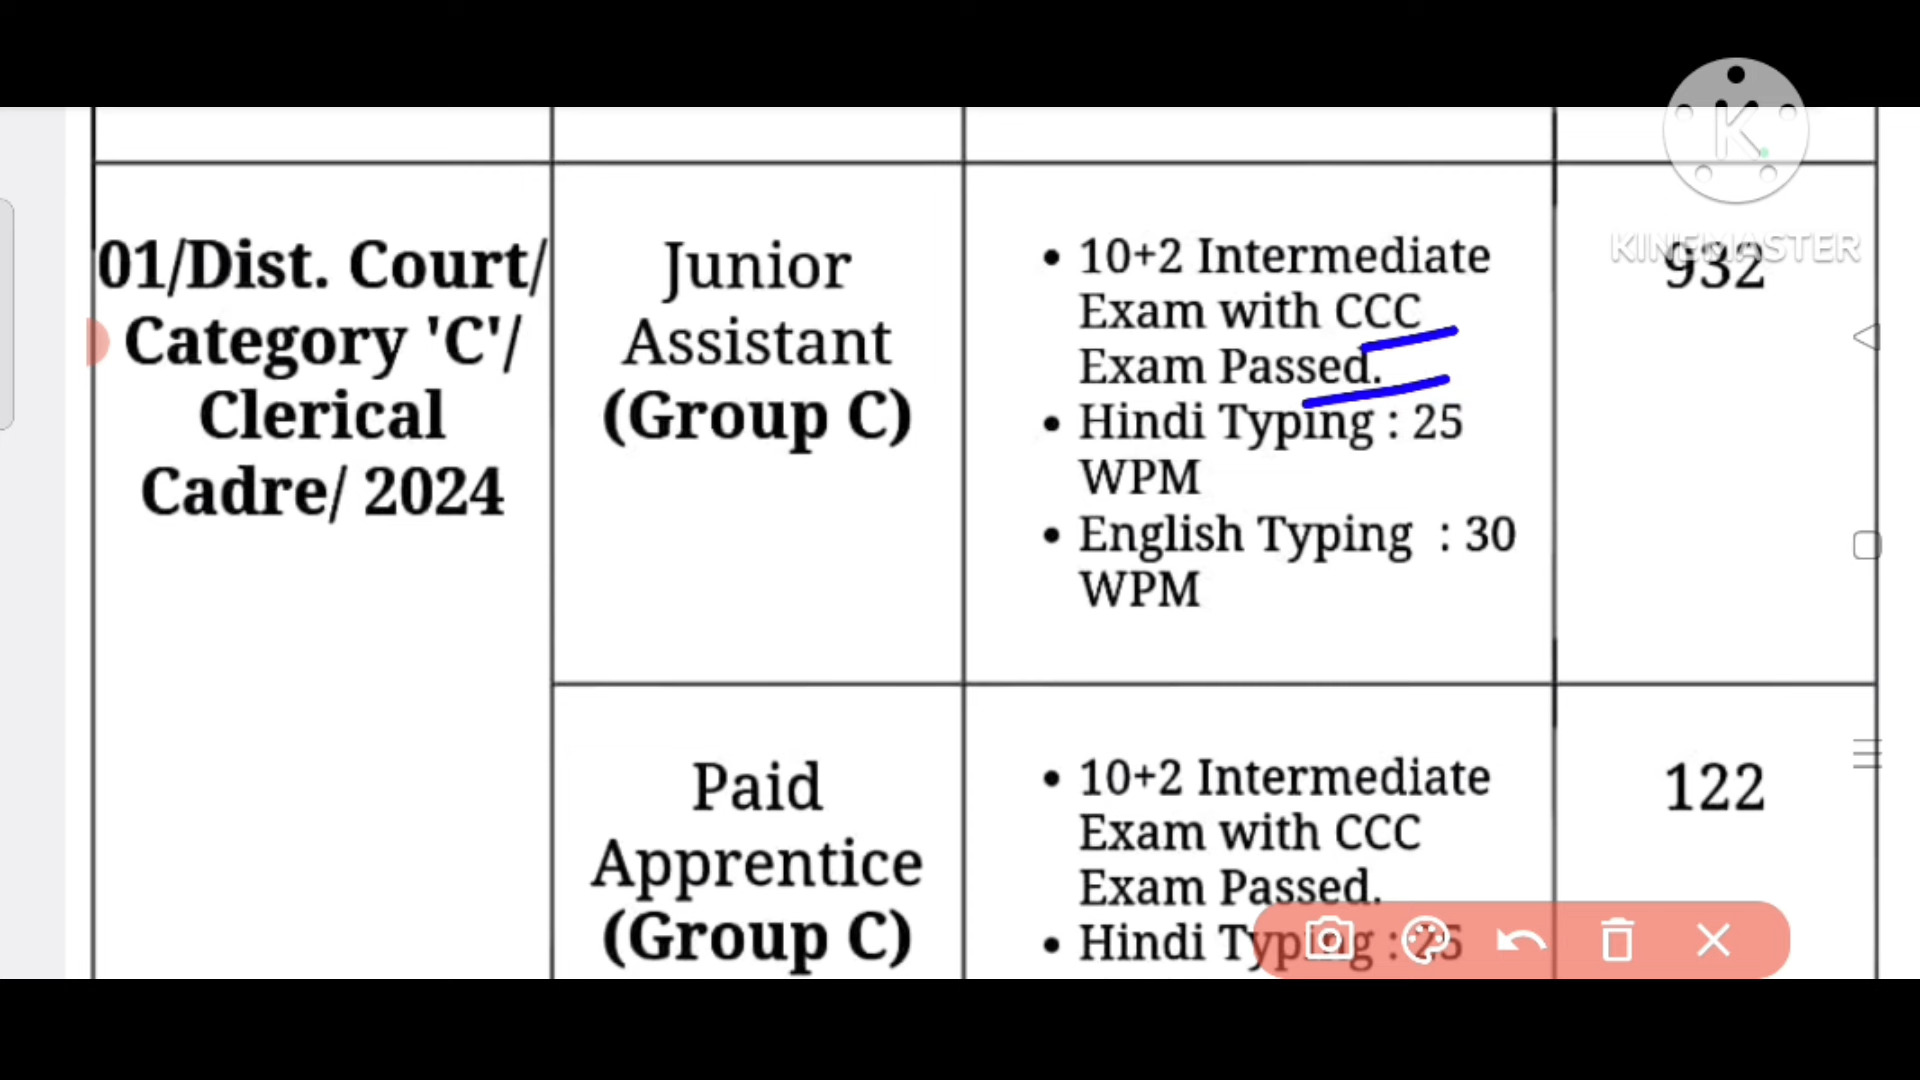 01/Dist. Court/
Category 'C'/
Clerical
Cadre/ 2024
Junior
Assistant
(Group C)
• 10+2 Intermediate
Exam with CCC
Exam Passed.
• Hindi Typing : 25
WPM
• English Typing : 30
WPM
932
Paid
Apprentice
(Group C)
• 10+2 Intermediate
Exam with CCC
Exam Passed.
• Hindi Typing : 25
122
K
KINEMASTER